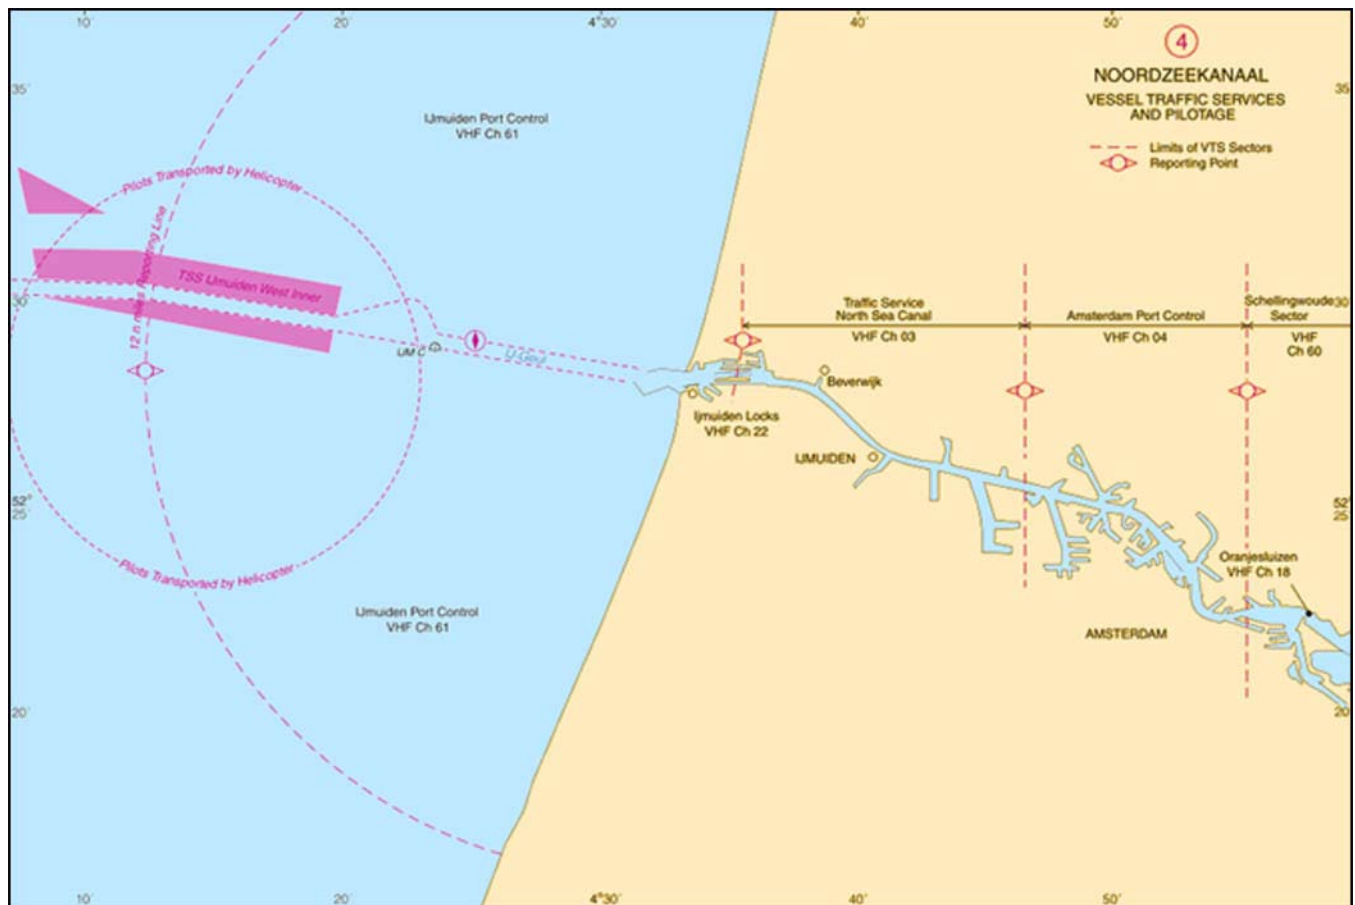 10´ 20´ 4°30´ 40´ 50´
4
NOORDZEEKANAAL
VESSEL TRAFFIC SERVICES
AND PILOTAGE
Limits of VTS Sectors
Reporting Point
35´ 35´
IJmuiden Port Control
VHF Ch 61
Pilots Transported by Helicopter
12 n miles Reporting Line
TSS IJmuiden West Inner
30´ 30´
Traffic Service
North Sea Canal
VHF Ch 03
Amsterdam Port Control
VHF Ch 04
Schellingwoude
Sector
VHF
Ch 60
IJM C
IJ-Geul
Beverwijk
Ijmuiden Locks
VHF Ch 22
IJMUIDEN
52°
25´
52°
25´
Oranjesluizen
VHF Ch 18
Pilots Transported by Helicopter
IJmuiden Port Control
VHF Ch 61
AMSTERDAM
20´ 20´
10´ 20´ 4°30´ 40´ 50´